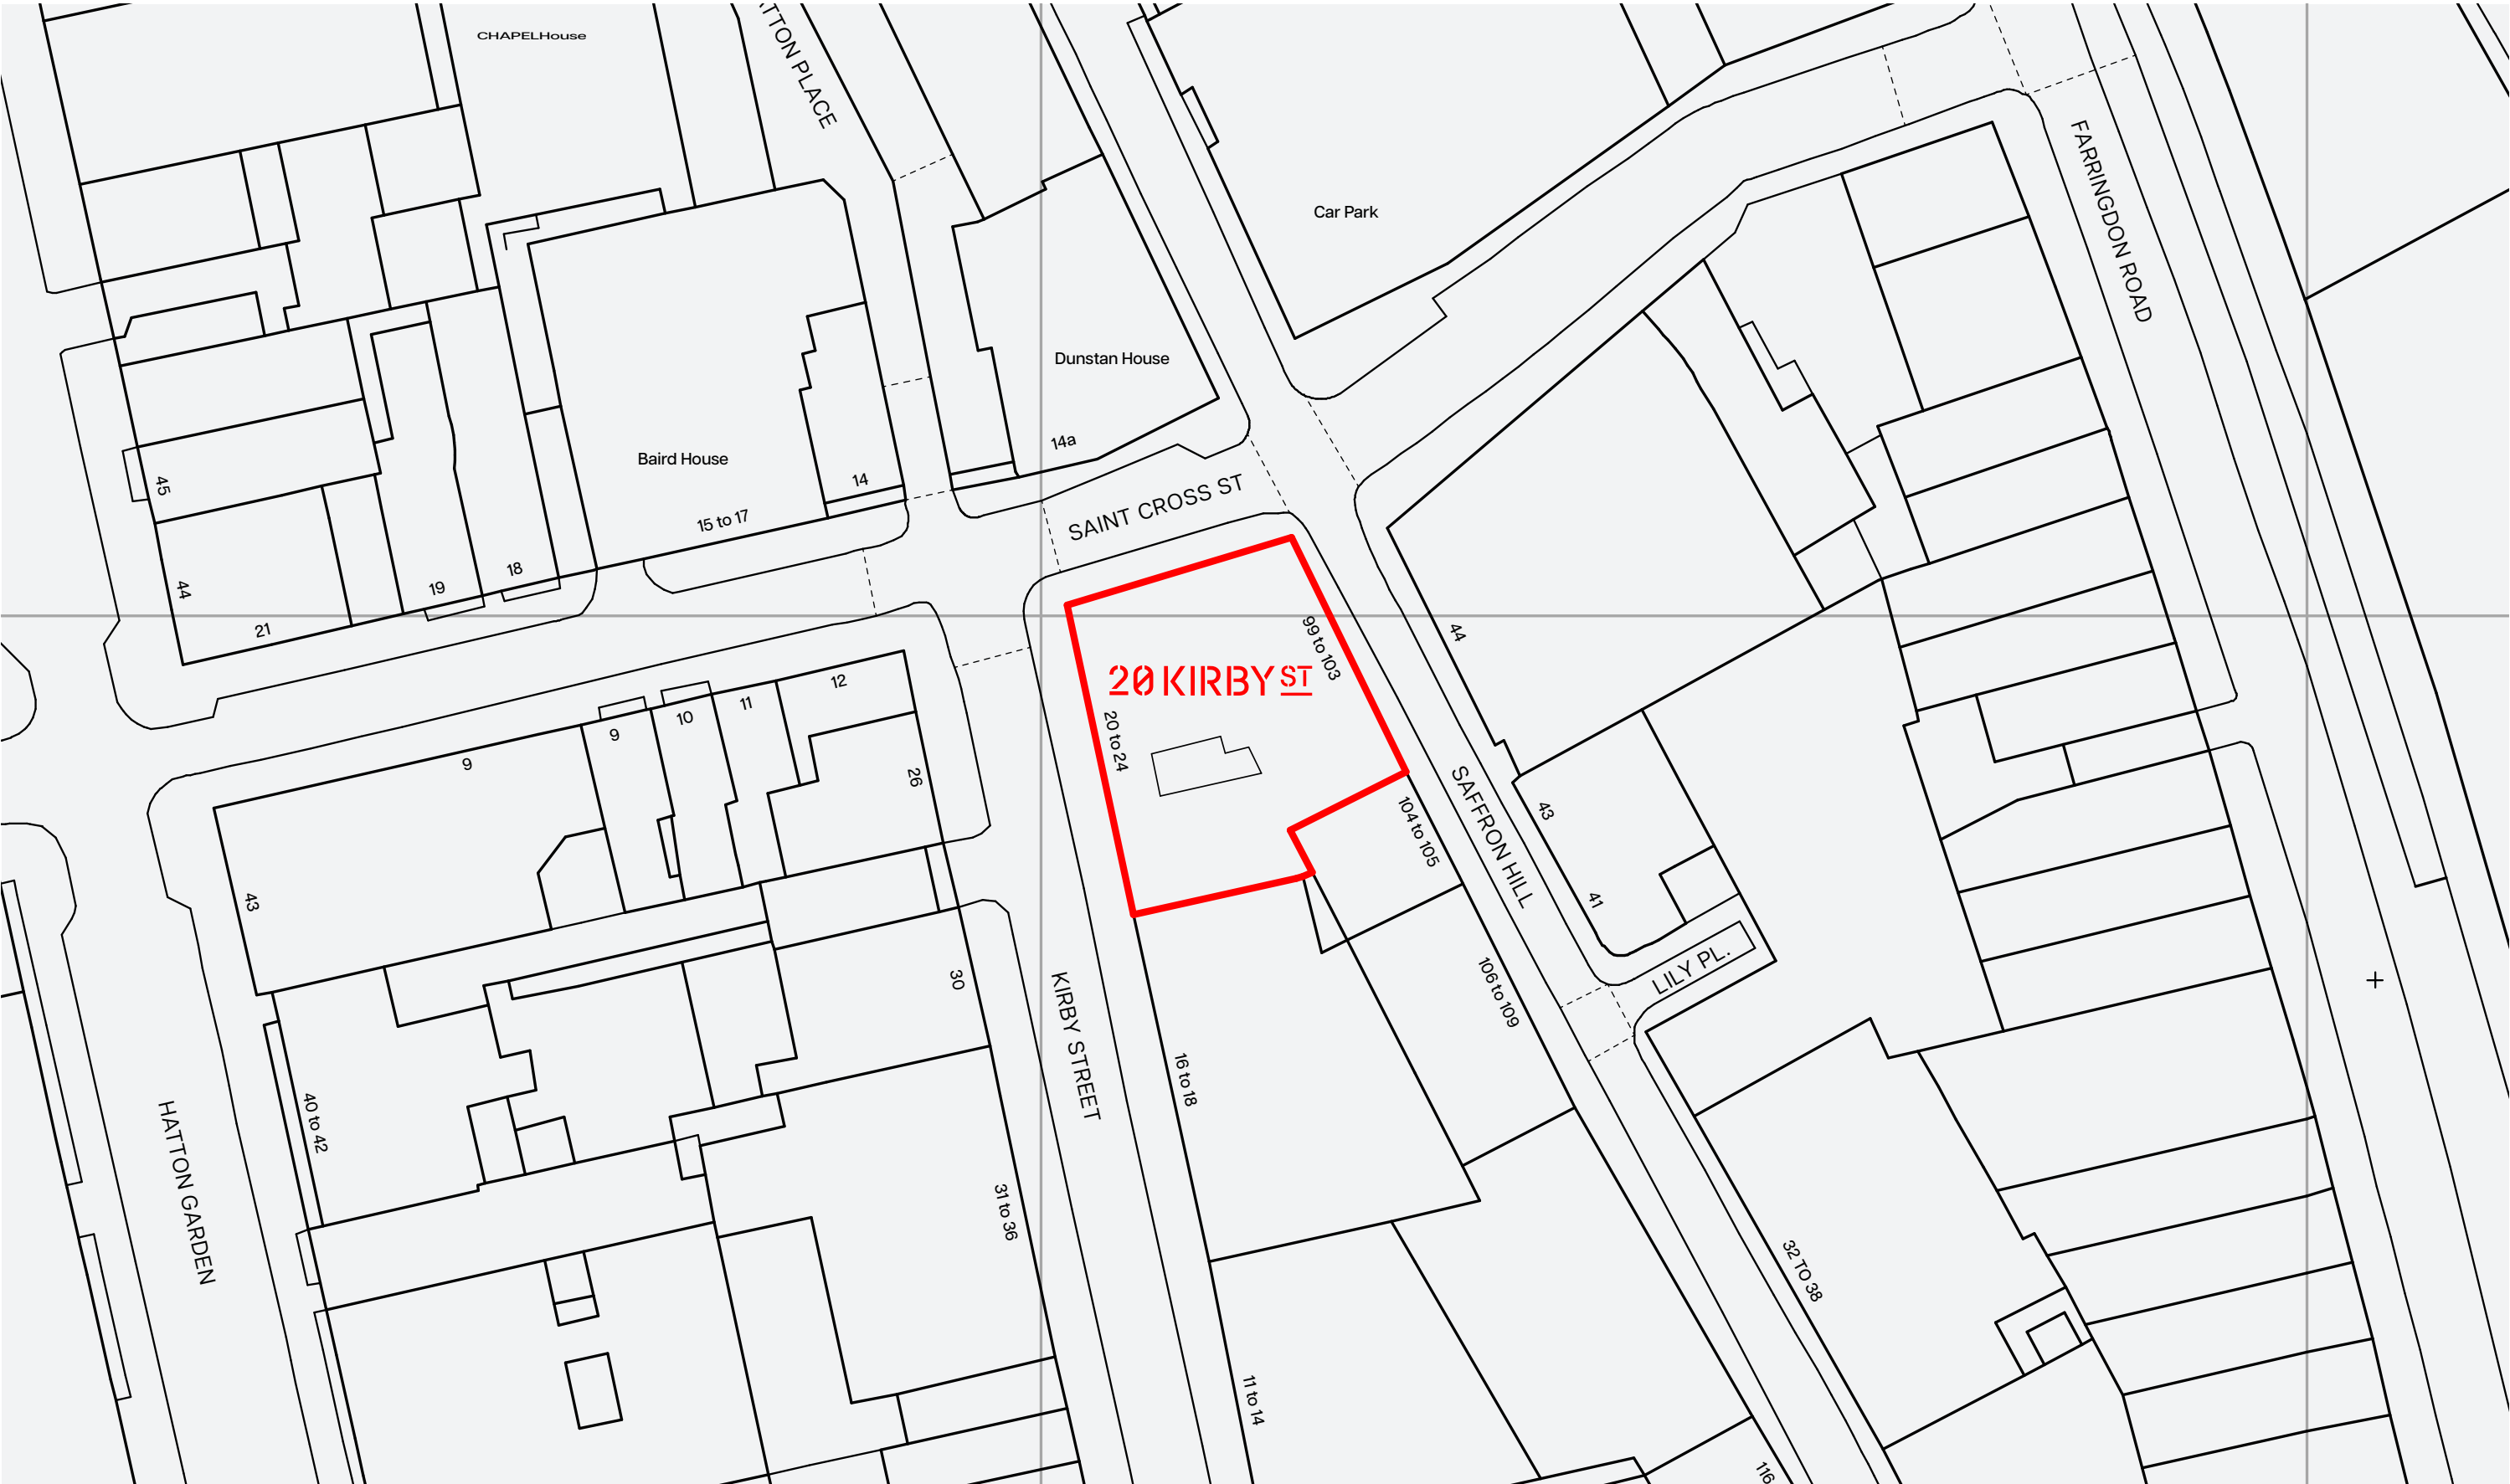 CHAPELHouse
TTON PLACE
FARRINGDON ROAD
Car Park
Dunstan House
14a
Baird House
14
15 to 17
SAINT CROSS ST
45
44
18
19
21
99 to 103
44
20 KIRBY ST
20 to 24
12
11
10
9
9
26
43
SAFFRON HILL
104 to 105
43
41
LILY PL.
106 to 109
30
KIRBY STREET
16 to 18
HATTON GARDEN
40 to 42
31 to 36
32 TO 38
11 to 14
116